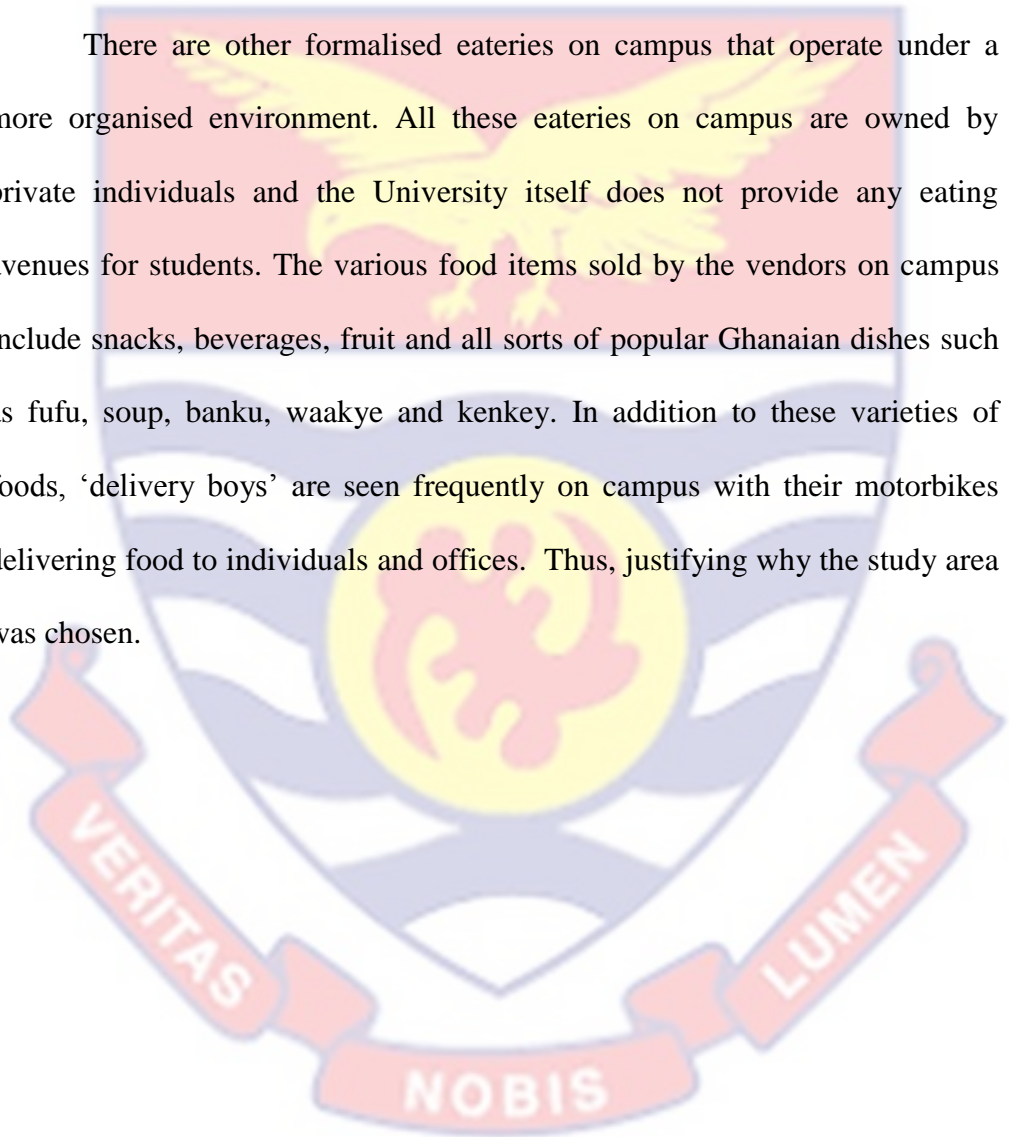 There are other formalised eateries on campus that operate under a
more organised environment. All these eateries on campus are owned by
private individuals and the University itself does not provide any eating
avenues for students. The various food items sold by the vendors on campus
include snacks, beverages, fruit and all sorts of popular Ghanaian dishes such
as fufu, soup, banku, waakye and kenkey. In addition to these varieties of
foods, ‘delivery boys’ are seen frequently on campus with their motorbikes
delivering food to individuals and offices.  Thus, justifying why the study area
was chosen.
VERITAS
NOBIS
LUMEN